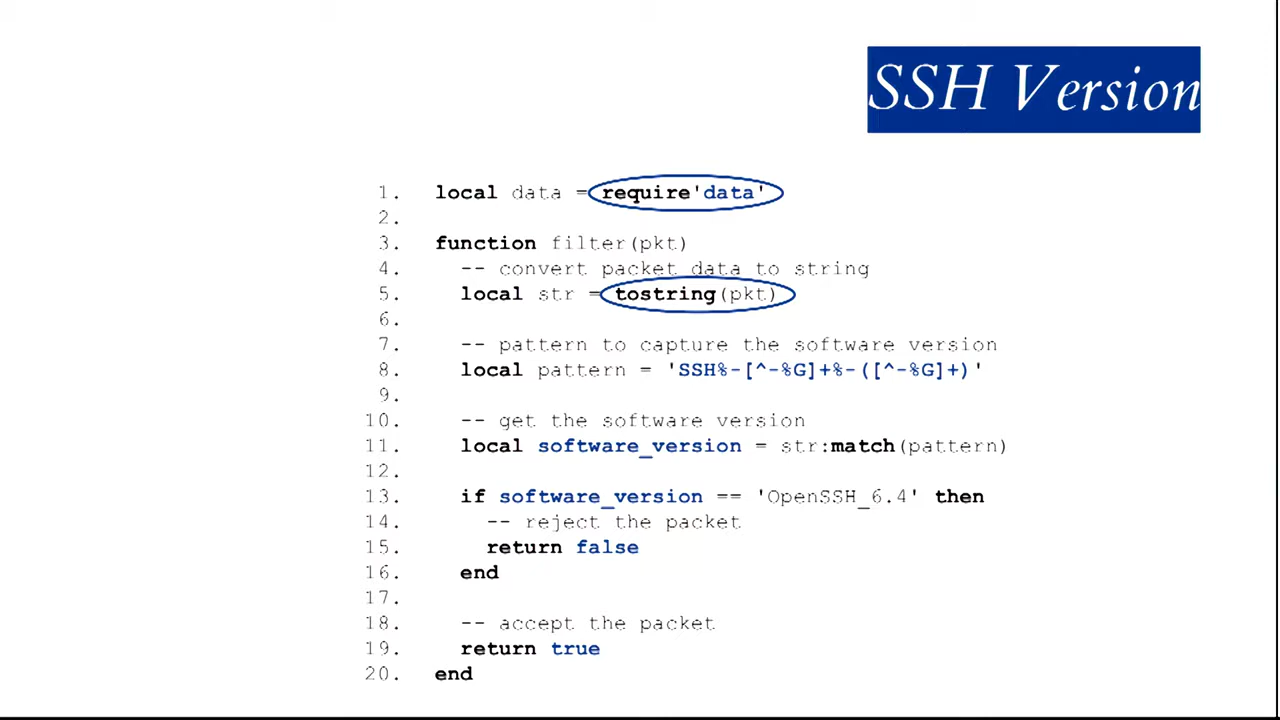 SSH Version
1. local data = require'data'
2.
3. function filter(pkt)
4. -- convert packet data to string
5. local str = tostring(pkt)
6.
7. -- pattern to capture the software version
8. local pattern = 'SSH%-[^-%G]+%-([^-%G]+)'
9.
10. -- get the software version
11. local software_version = str:match(pattern)
12.
13. if software_version == 'OpenSSH_6.4' then
14. -- reject the packet
15. return false
16. end
17.
18. -- accept the packet
19. return true
20. end